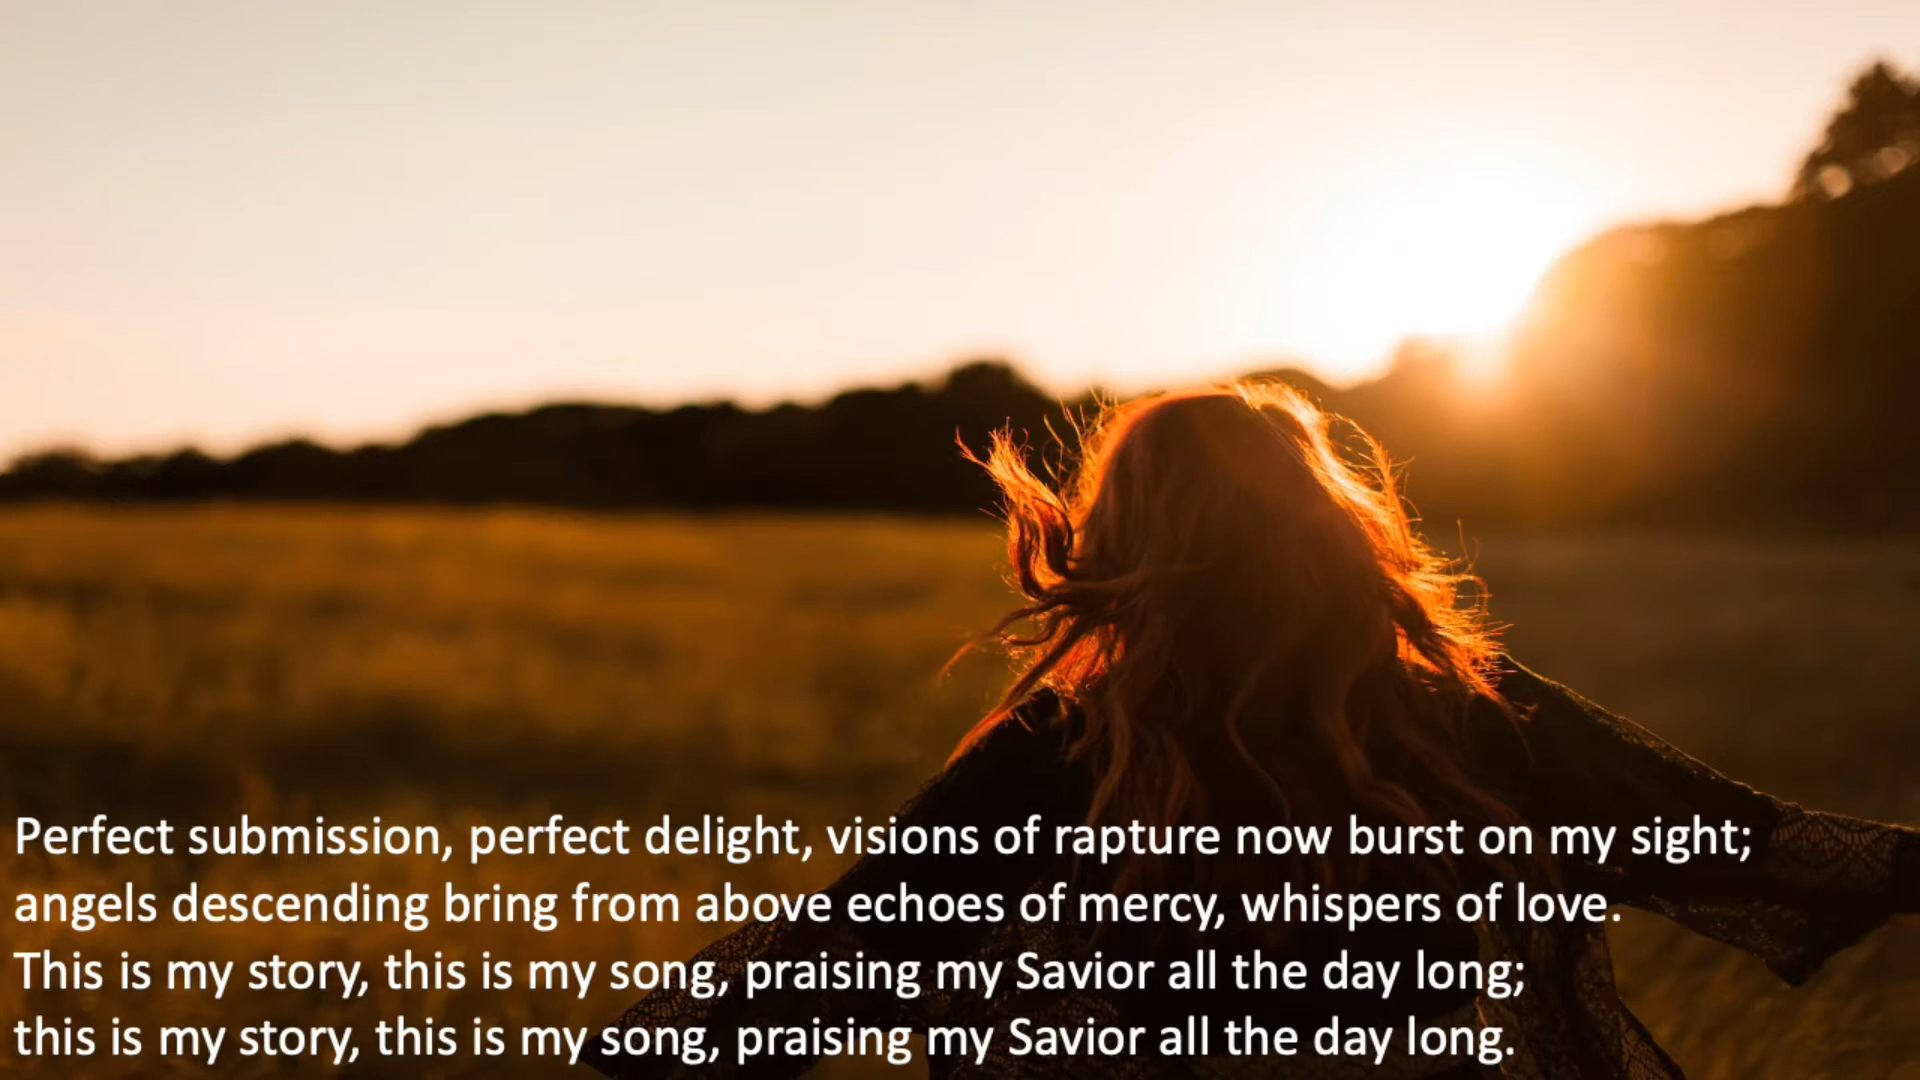 Perfect submission, perfect delight, visions of rapture now burst on my sight;
angels descending bring from above echoes of mercy, whispers of love.
This is my story, this is my song, praising my Savior all the day long;
this is my story, this is my song, praising my Savior all the day long.